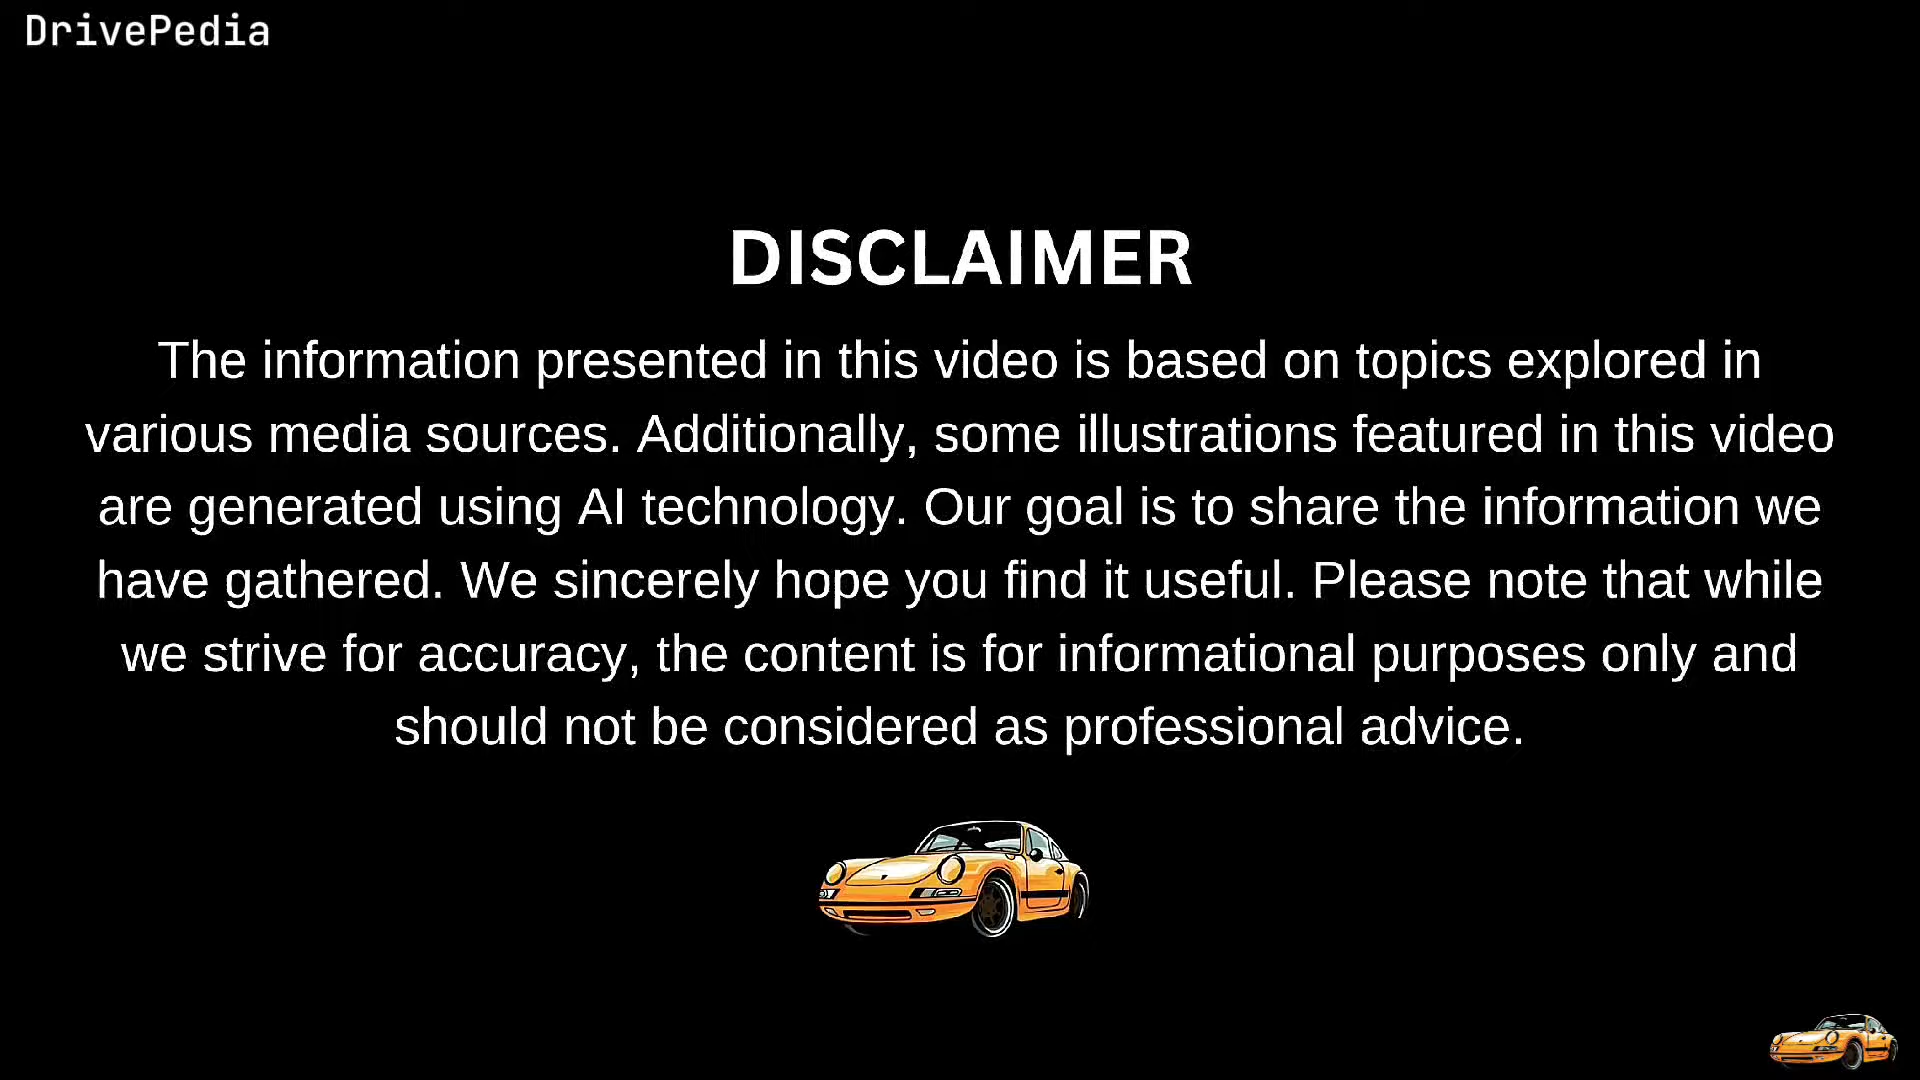 DrivePedia
DISCLAIMER
The information presented in this video is based on topics explored in
various media sources. Additionally, some illustrations featured in this video
are generated using AI technology. Our goal is to share the information we
have gathered. We sincerely hope you find it useful. Please note that while
we strive for accuracy, the content is for informational purposes only and
should not be considered as professional advice.